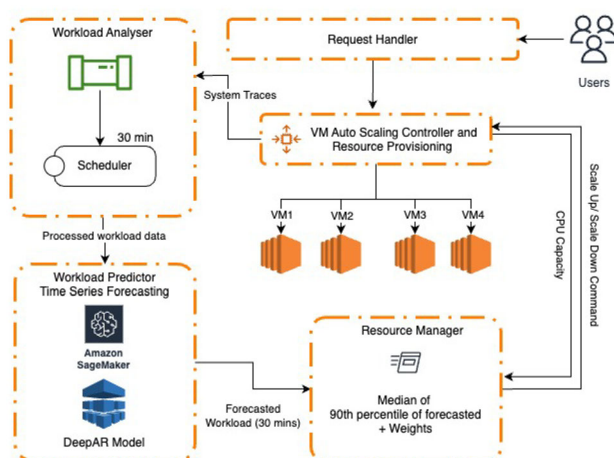 Workload Analyser
30 min
Scheduler
System Traces
Request Handler
Users
VM Auto Scaling Controller and
Resource Provisioning
VM1
VM2
VM3
VM4
CPU Capacity
Scale Up/ Scale Down Command
Processed workload data
Workload Predictor
Time Series Forecasting
Amazon
SageMaker
DeepAR Model
Forecasted
Workload (30 mins)
Resource Manager
Median of
90th percentile of forecasted
+ Weights